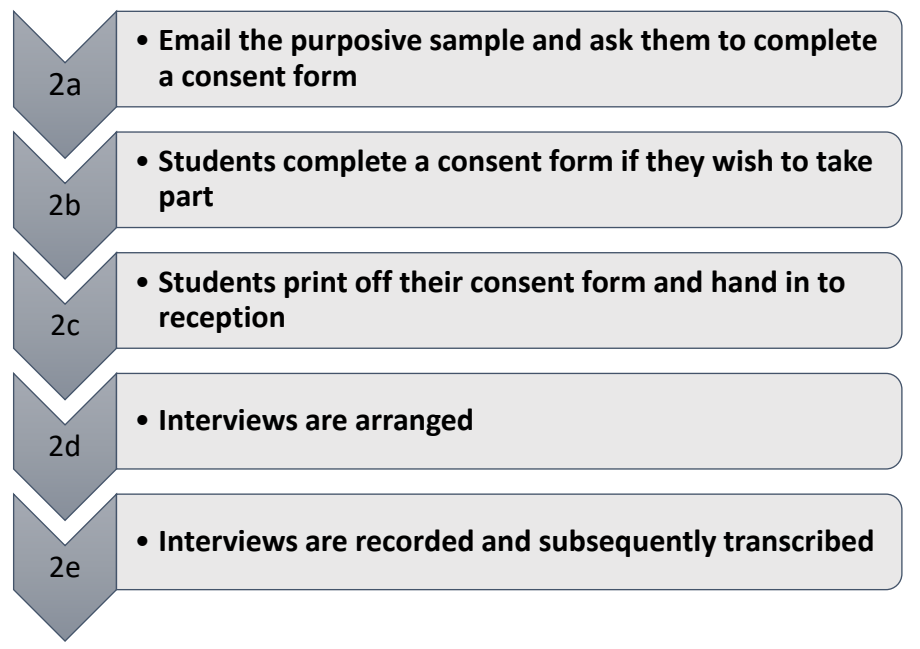 2a
• Email the purposive sample and ask them to complete
a consent form
2b
• Students complete a consent form if they wish to take
part
2c
• Students print off their consent form and hand in to
reception
2d
• Interviews are arranged
2e
• Interviews are recorded and subsequently transcribed